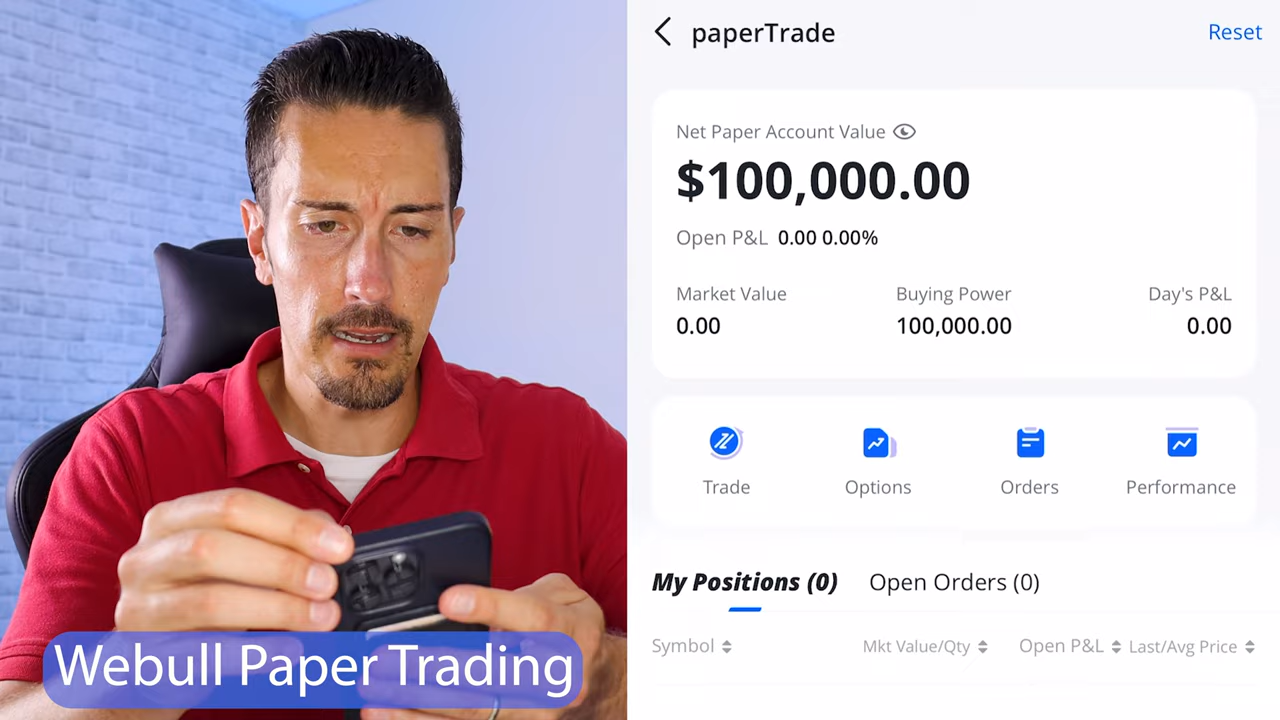 Webull Paper Trading
paperTrade
Reset
Net Paper Account Value
$100,000.00
Open P&L 0.00 0.00%
Market Value Buying Power Day's P&L
0.00 100,000.00 0.00
Trade Options Orders Performance
My Positions (0) Open Orders (0)
Symbol Mkt Value/Qty Open P&L Last/Avg Price